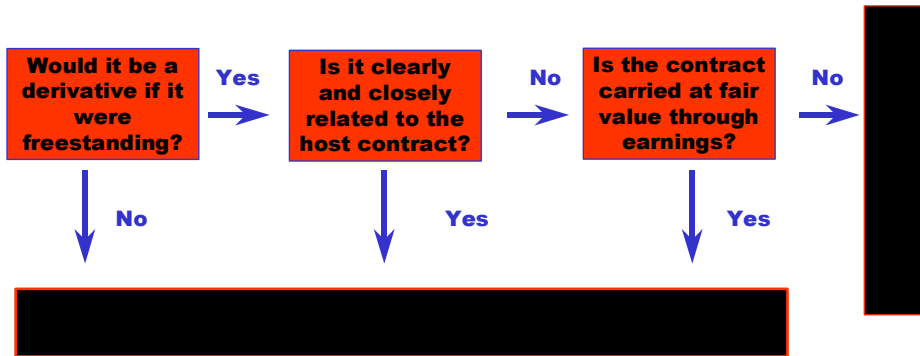 Would it be a
derivative if it
were
freestanding?
Yes
Is it clearly
and closely
related to the
host contract?
No
Is the contract
carried at fair
value through
earnings?
No
No
Yes
Yes